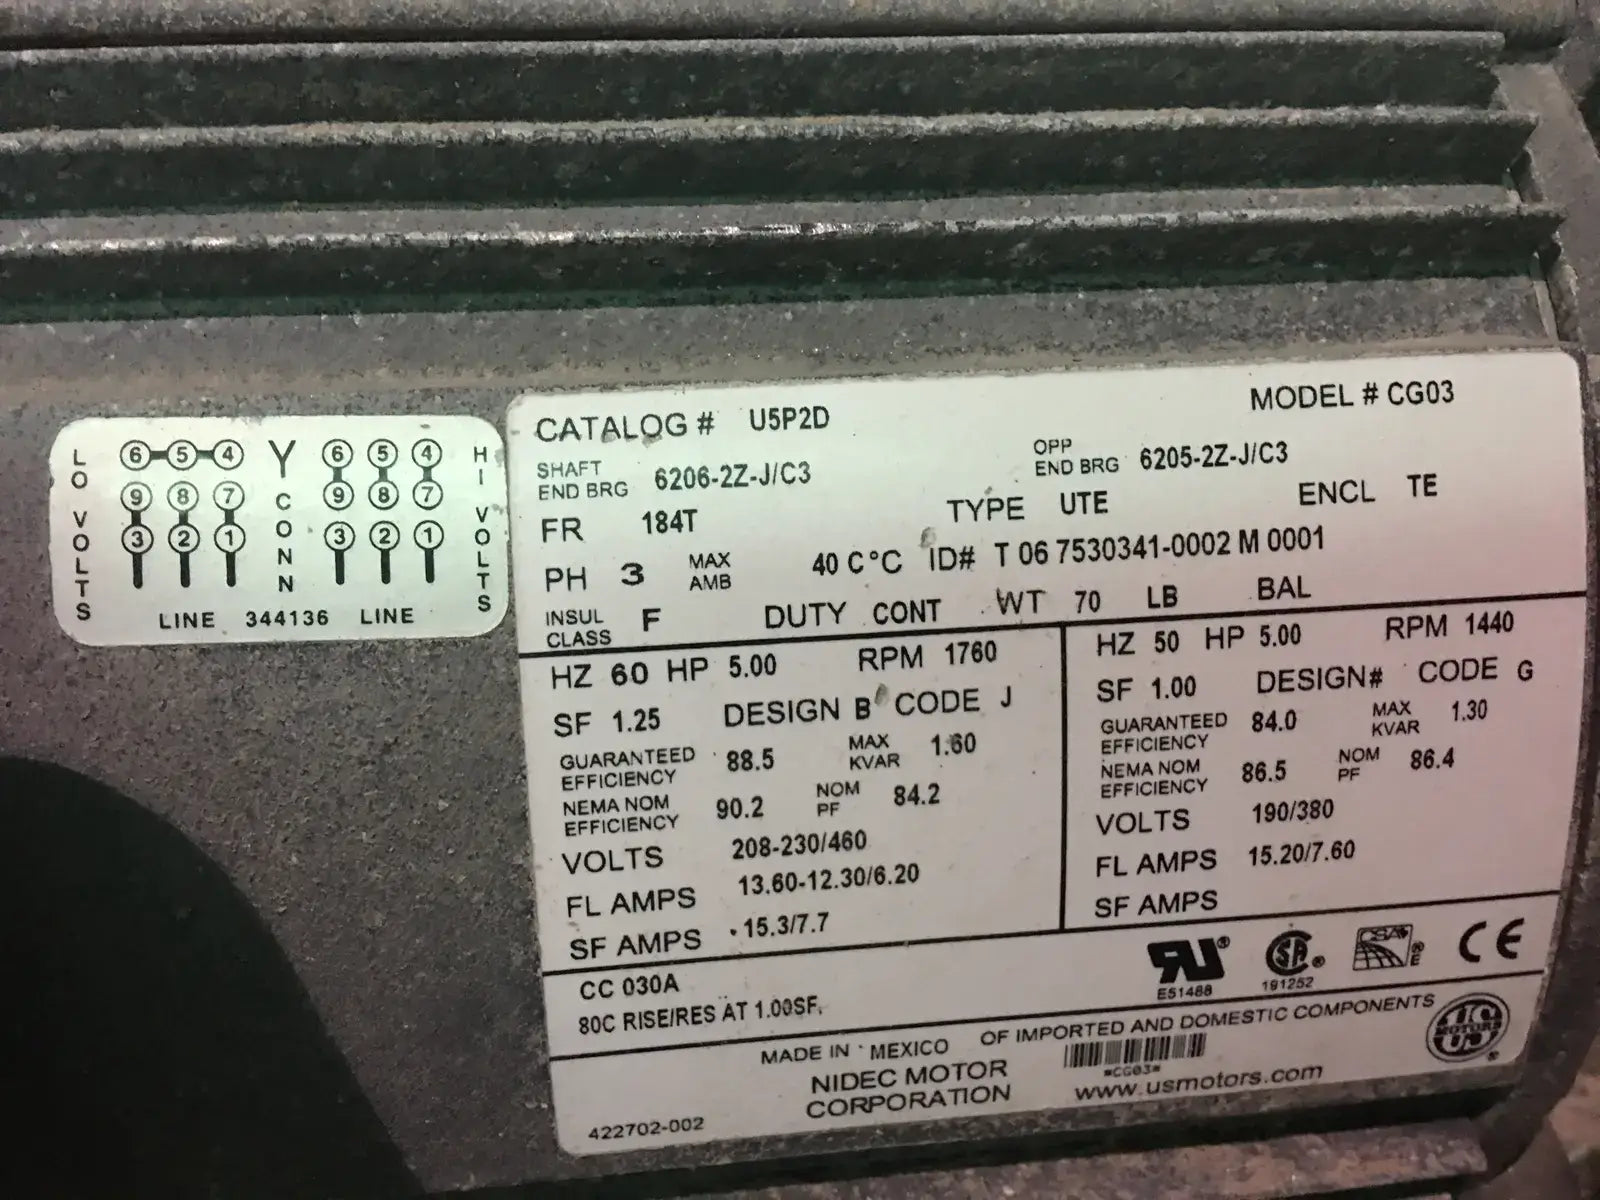 LO VOLTS
6 5 4
9 8 7
3 2 1
Y CONN
6 5 4
9 8 7
3 2 1
HI VOLTS
LINE 344136 LINE
CATALOG # U5P2D MODEL # CG03
SHAFT END BRG 6206-2Z-J/C3 OPP END BRG 6205-2Z-J/C3
FR 184T TYPE UTE ENCL TE
PH 3 MAX AMB 40 C°C ID# T 06 7530341-0002 M 0001
INSUL CLASS F DUTY CONT WT 70 LB BAL
HZ 60 HP 5.00 RPM 1760
SF 1.25 DESIGN B CODE J
GUARANTEED EFFICIENCY 88.5 MAX KVAR 1.60
NEMA NOM EFFICIENCY 90.2 NOM PF 84.2
VOLTS 208-230/460
FL AMPS 13.60-12.30/6.20
SF AMPS 15.3/7.7
HZ 50 HP 5.00 RPM 1440
SF 1.00 DESIGN# CODE G
GUARANTEED EFFICIENCY 84.0 MAX KVAR 1.30
NEMA NOM EFFICIENCY 86.5 NOM PF 86.4
VOLTS 190/380
FL AMPS 15.20/7.60
SF AMPS
CC 030A
80C RISE/RES AT 1.00SF.
RU ® E51488
SA ® 191252
CSA ® E
CE
MADE IN MEXICO OF IMPORTED AND DOMESTIC COMPONENTS
NIDEC MOTOR CORPORATION
*CG03*
www.usmotors.com
US MOTORS ®
422702-002